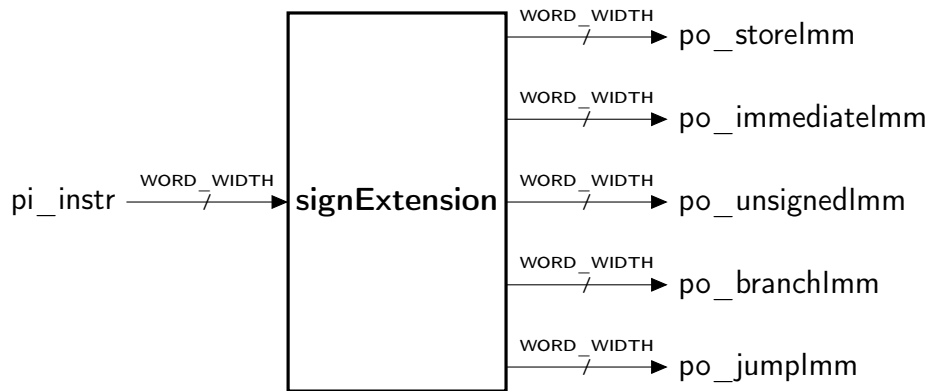 WORD_WIDTH
po_storeImm
WORD_WIDTH
po_immediateImm
pi_instr
WORD_WIDTH
signExtension
WORD_WIDTH
po_unsignedImm
WORD_WIDTH
po_branchImm
WORD_WIDTH
po_jumpImm